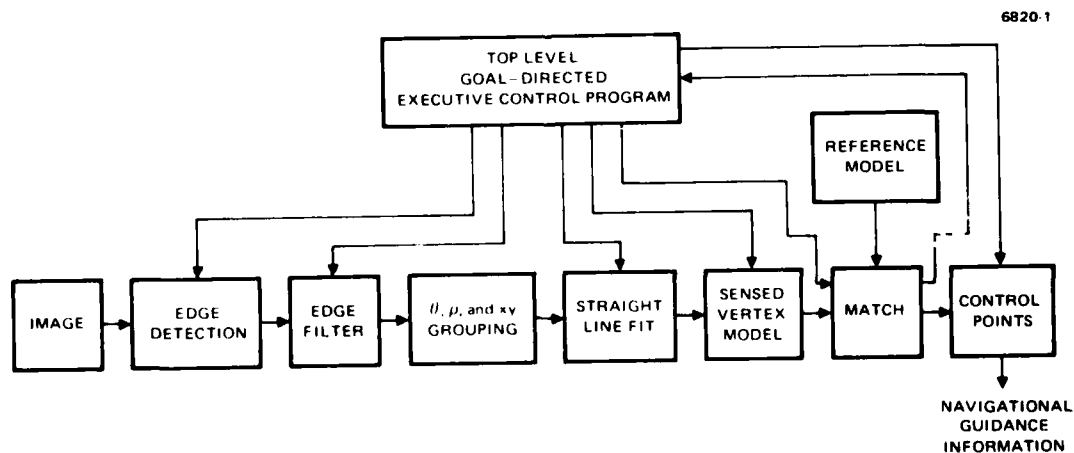 6820-1
TOP LEVEL
GOAL-DIRECTED
EXECUTIVE CONTROL PROGRAM
REFERENCE
MODEL
IMAGE
EDGE
DETECTION
EDGE
FILTER
θ, ρ, and xy
GROUPING
STRAIGHT
LINE FIT
SENSED
VERTEX
MODEL
MATCH
CONTROL
POINTS
NAVIGATIONAL
GUIDANCE
INFORMATION